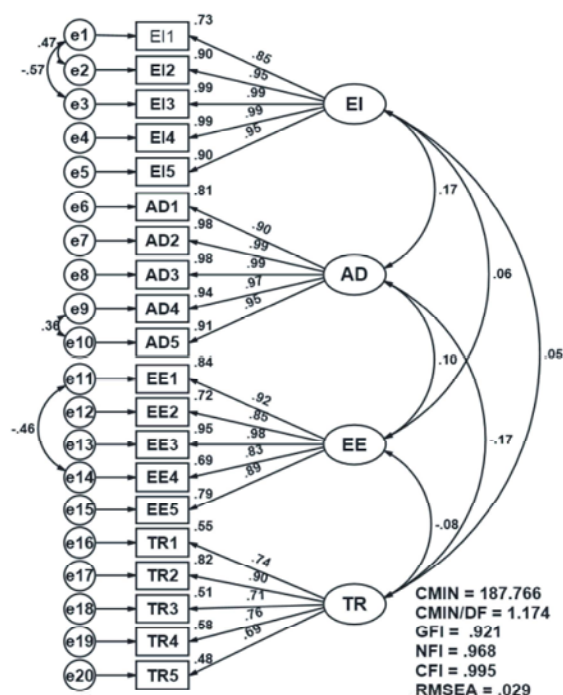 e1 EI1 .73
.47
e2 EI2 .90
-.57
e3 EI3 .99
e4 EI4 .99
e5 EI5 .90
.85
.95
.99
.99
.95
EI
e6 AD1 .81
e7 AD2 .98
e8 AD3 .98
e9 AD4 .94
.36
e10 AD5 .91
.90
.99
.99
.97
.95
AD
e11 EE1 .84
e12 EE2 .72
-.46
e13 EE3 .95
e14 EE4 .69
e15 EE5 .79
.92
.85
.98
.83
.89
EE
e16 TR1 .55
e17 TR2 .82
e18 TR3 .51
e19 TR4 .58
e20 TR5 .48
.74
.90
.71
.76
.69
TR
.17
.06
.05
.10
-.17
-.08
CMIN = 187.766
CMIN/DF = 1.174
GFI = .921
NFI = .968
CFI = .995
RMSEA = .029